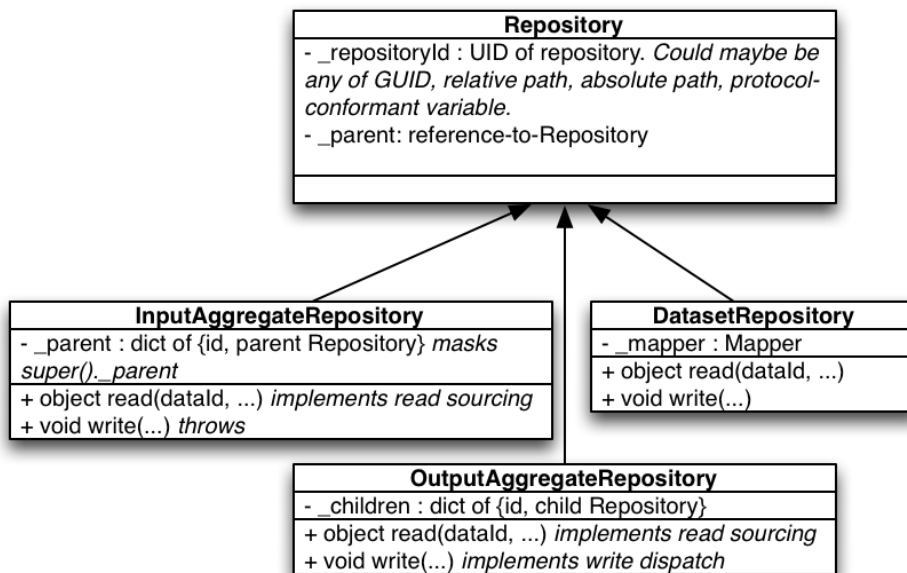 Repository
- _repositoryId : UID of repository. Could maybe be
any of GUID, relative path, absolute path, protocol-
conformant variable.
- _parent: reference-to-Repository
InputAggregateRepository
- _parent : dict of {id, parent Repository} masks
super()._parent
+ object read(dataId, ...) implements read sourcing
+ void write(...) throws
DatasetRepository
- _mapper : Mapper
+ object read(dataId, ...)
+ void write(...)
OutputAggregateRepository
- _children : dict of {id, child Repository}
+ object read(dataId, ...) implements read sourcing
+ void write(...) implements write dispatch